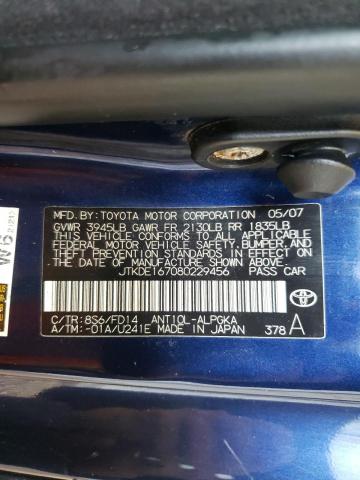 MFD. BY: TOYOTA MOTOR CORPORATION 05/07
GVWR 3945LB GAWR FR 2130LB RR 1835LB
THIS VEHICLE CONFORMS TO ALL APPLICABLE
FEDERAL MOTOR VEHICLE SAFETY, BUMPER, AND
THEFT PREVENTION STANDARDS IN EFFECT ON
THE DATE OF MANUFACTURE SHOWN ABOVE.
JTKDE167080229456 PASS CAR
C/TR: 8S6/FD14 ANT10L-ALPGKA
A/TM: -01A/U241E MADE IN JAPAN 378 A
W6